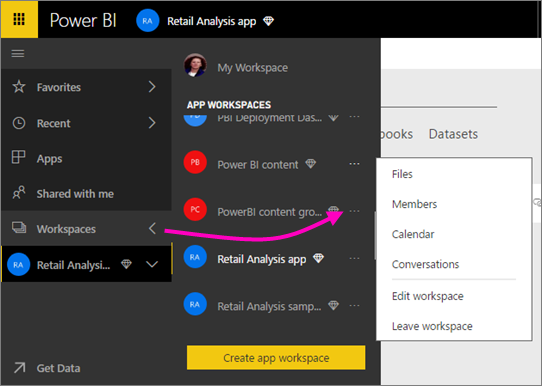 Power BI
RA
Retail Analysis app
Favorites
Recent
Apps
Shared with me
Workspaces
RA
Retail Analysis...
Get Data
My Workspace
APP WORKSPACES
PB
PBI Deployment Das...
PB
Power BI content
PC
PowerBI content gro...
RA
Retail Analysis app
RA
Retail Analysis samp...
Create app workspace
books
Datasets
Files
Members
Calendar
Conversations
Edit workspace
Leave workspace